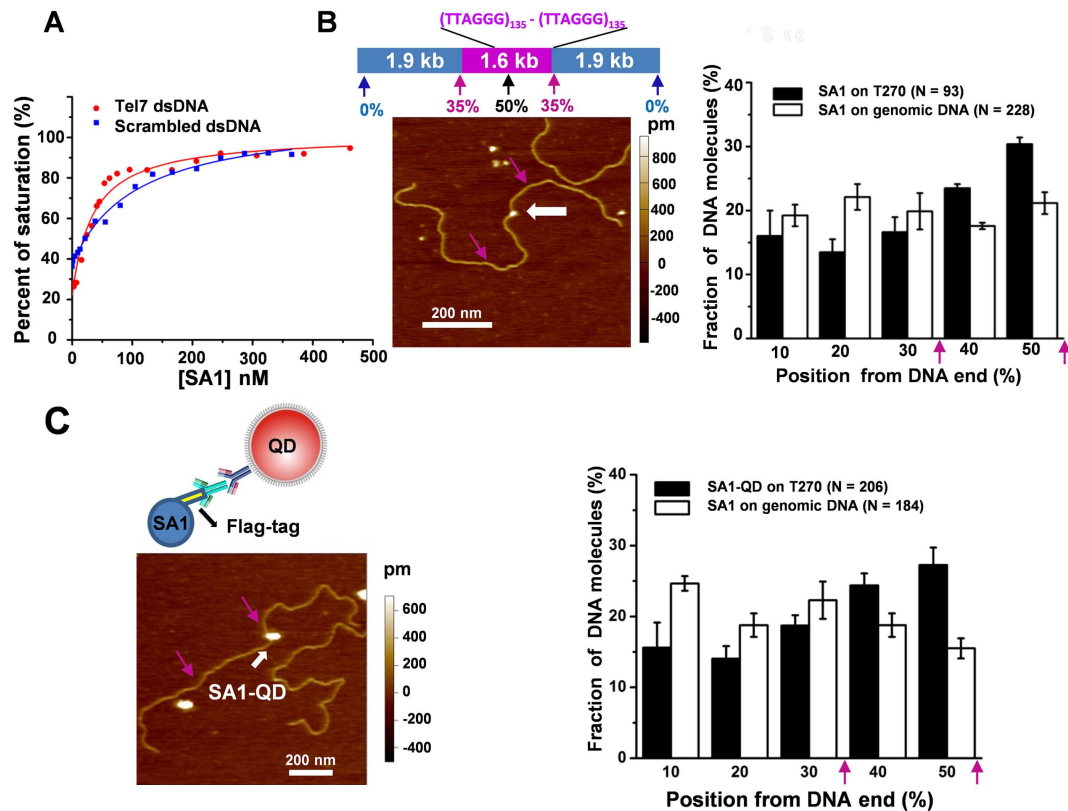 A
Percent of saturation (%)
100
80
60
40
20
0
Tel7 dsDNA
Scrambled dsDNA
0 100 200 300 400 500
[SA1] nM
B
(TTAGGG)135 - (TTAGGG)135
1.9 kb 1.6 kb 1.9 kb
0% 35% 50% 35% 0%
200 nm
pm
800
600
400
200
0
-200
-400
Fraction of DNA molecules (%)
40
30
20
10
0
SA1 on T270 (N = 93)
SA1 on genomic DNA (N = 228)
10 20 30 40 50
Position from DNA end (%)
C
QD
SA1
Flag-tag
SA1-QD
200 nm
pm
600
400
200
0
-200
-400
Fraction of DNA molecules (%)
40
30
20
10
0
SA1-QD on T270 (N = 206)
SA1 on genomic DNA (N = 184)
10 20 30 40 50
Position from DNA end (%)